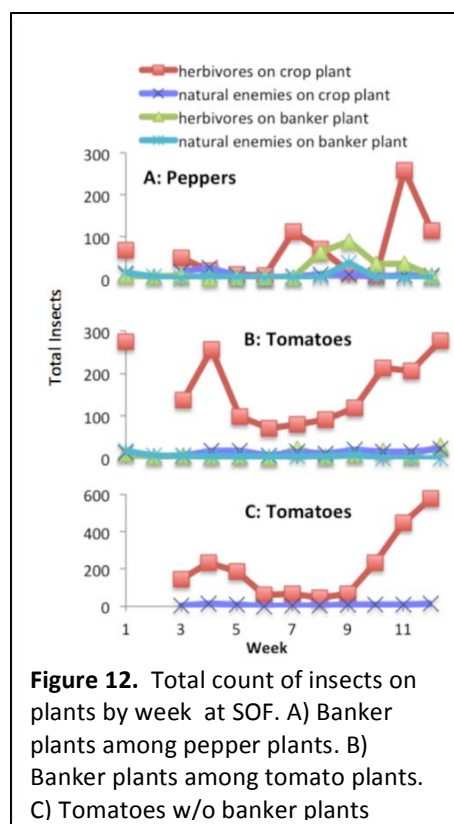 herbivores on crop plant
natural enemies on crop plant
herbivores on banker plant
natural enemies on banker plant
300
A: Peppers
200
100
0
Total Insects
300
B: Tomatoes
200
100
0
600
C: Tomatoes
400
200
0
1 3 5 7 9 11
Week
Figure 12. Total count of insects on
plants by week at SOF. A) Banker
plants among pepper plants. B)
Banker plants among tomato plants.
C) Tomatoes w/o banker plants